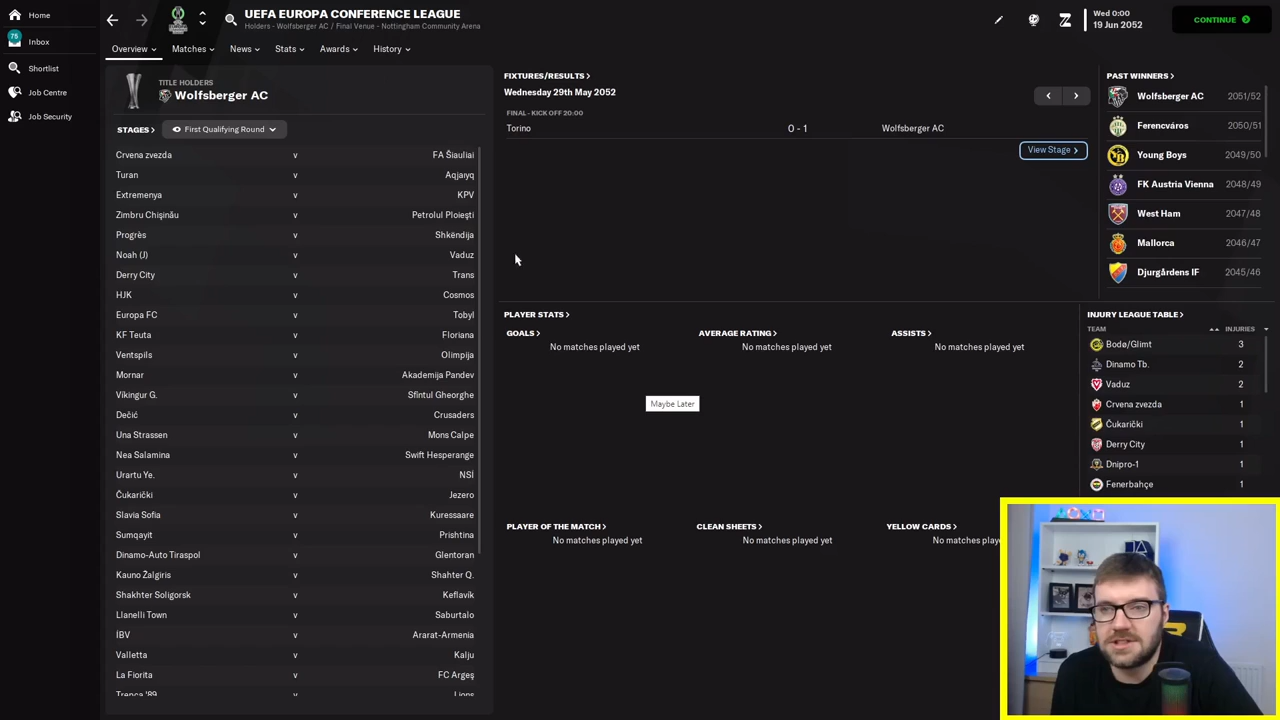 Home
75
Inbox
Shortlist
Job Centre
Job Security
UEFA EUROPA CONFERENCE LEAGUE
Holders - Wolfsberger AC / Final Venue - Nottingham Community Arena
Wed 0:00
19 Jun 2052
CONTINUE
Overview
Matches
News
Stats
Awards
History
TITLE HOLDERS
Wolfsberger AC
STAGES
First Qualifying Round
Crvena zvezda v FA Šiauliai
Turan v Aqjaıyq
Extremenya v KPV
Zimbru Chișinău v Petrolul Ploiești
Progrès v Shkëndija
Noah (J) v Vaduz
Derry City v Trans
HJK v Cosmos
Europa FC v Tobyl
KF Teuta v Floriana
Ventspils v Olimpija
Mornar v Akademija Pandev
Víkingur G. v Sfîntul Gheorghe
Dečić v Crusaders
Una Strassen v Mons Calpe
Nea Salamina v Swift Hesperange
Urartu Ye. v NSÍ
Čukarički v Jezero
Slavia Sofia v Kuressaare
Sumqayit v Prishtina
Dinamo-Auto Tiraspol v Glentoran
Kauno Žalgiris v Shahter Q.
Shakhter Soligorsk v Keflavík
Llanelli Town v Saburtalo
ÍBV v Ararat-Armenia
Valletta v Kalju
La Fiorita v FC Argeș
Trepça '89 v Lions
FIXTURES/RESULTS
Wednesday 29th May 2052
FINAL - KICK OFF 20:00
Torino 0 - 1 Wolfsberger AC
View Stage
PAST WINNERS
Wolfsberger AC 2051/52
Ferencváros 2050/51
Young Boys 2049/50
FK Austria Vienna 2048/49
West Ham 2047/48
Mallorca 2046/47
Djurgårdens IF 2045/46
PLAYER STATS
GOALS
No matches played yet
AVERAGE RATING
No matches played yet
ASSISTS
No matches played yet
Maybe Later
PLAYER OF THE MATCH
No matches played yet
CLEAN SHEETS
No matches played yet
YELLOW CARDS
No matches played
INJURY LEAGUE TABLE
TEAM INJURIES
Bodø/Glimt 3
Dinamo Tb. 2
Vaduz 2
Crvena zvezda 1
Čukarički 1
Derry City 1
Dnipro-1 1
Fenerbahçe 1